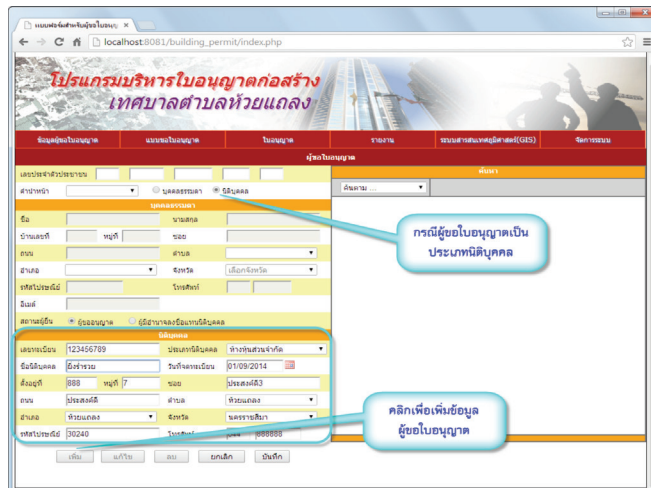 แบบฟอร์มสำหรับผู้ขอใบอนุญ ×
localhost:8081/building_permit/index.php
โปรแกรมบริหารใบอนุญาตก่อสร้าง
เทศบาลตำบลห้วยแถลง
ข้อมูลผู้ขอใบอนุญาต แบบขอใบอนุญาต ใบอนุญาต รายงาน ระบบสารสนเทศภูมิศาสตร์(GIS) จัดการระบบ
ผู้ขอใบอนุญาต
เลขประจำตัวประชาชน
ค้นหา
คำนำหน้า บุคคลธรรมดา นิติบุคคล
ค้นตาม ...
บุคคลธรรมดา
ชื่อ นามสกุล
บ้านเลขที่ หมู่ที่ ซอย
ถนน ตำบล
อำเภอ จังหวัด เลือกจังหวัด
รหัสไปรษณีย์ โทรศัพท์
อีเมล์
สถานะผู้ยื่น ผู้ขออนุญาต ผู้มีอำนาจลงชื่อแทนนิติบุคคล
กรณีผู้ขอใบอนุญาตเป็น
ประเภทนิติบุคคล
นิติบุคคล
เลขทะเบียน 123456789 ประเภทนิติบุคคล ห้างหุ้นส่วนจำกัด
ชื่อนิติบุคคล ยิ่งร่ำรวย วันที่จดทะเบียน 01/09/2014
ตั้งอยู่ที่ 888 หมู่ที่ 7 ซอย ประสงค์ดี3
ถนน ประสงค์ดี ตำบล ห้วยแถลง
อำเภอ ห้วยแถลง จังหวัด นครราชสีมา
รหัสไปรษณีย์ 30240 โทรศัพท์ 044 888888
คลิกเพื่อเพิ่มข้อมูล
ผู้ขอใบอนุญาต
เพิ่ม แก้ไข ลบ ยกเลิก บันทึก